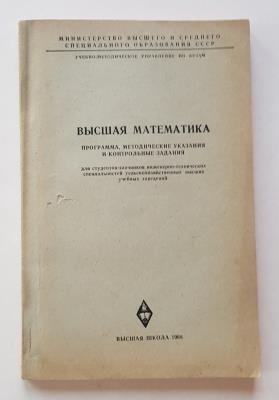 МИНИСТЕРСТВО ВЫСШЕГО И СРЕДНЕГО
СПЕЦИАЛЬНОГО ОБРАЗОВАНИЯ СССР
УЧЕБНО-МЕТОДИЧЕСКОЕ УПРАВЛЕНИЕ ПО ВУЗАМ
ВЫСШАЯ МАТЕМАТИКА
ПРОГРАММА, МЕТОДИЧЕСКИЕ УКАЗАНИЯ
И КОНТРОЛЬНЫЕ ЗАДАНИЯ
для студентов-заочников инженерно-технических
специальностей сельскохозяйственных высших
учебных заведений
ВЫСШАЯ ШКОЛА